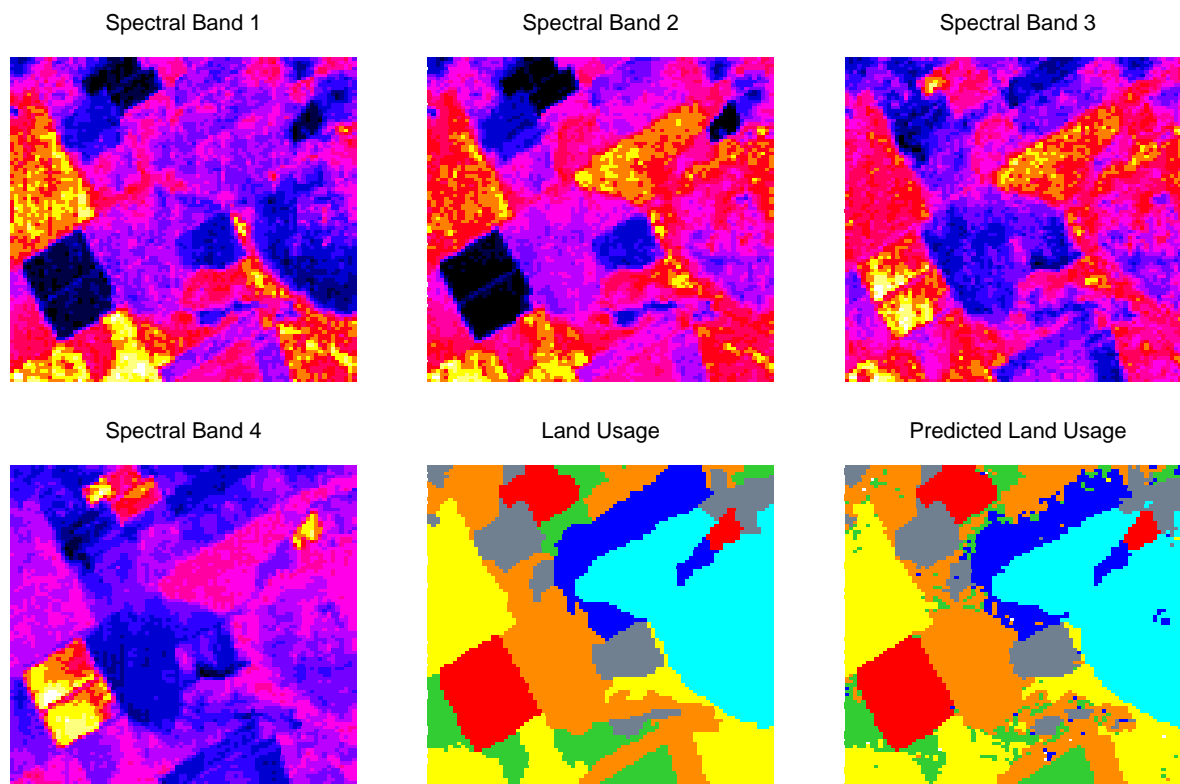 Spectral Band 1
Spectral Band 2
Spectral Band 3
Spectral Band 4
Land Usage
Predicted Land Usage